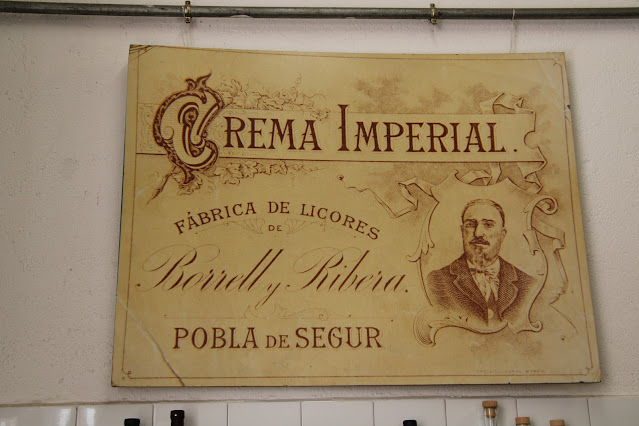 CREMA IMPERIAL.
FÁBRICA DE LICORES
DE
Borrell y Ribera.
POBLA DE SEGUR